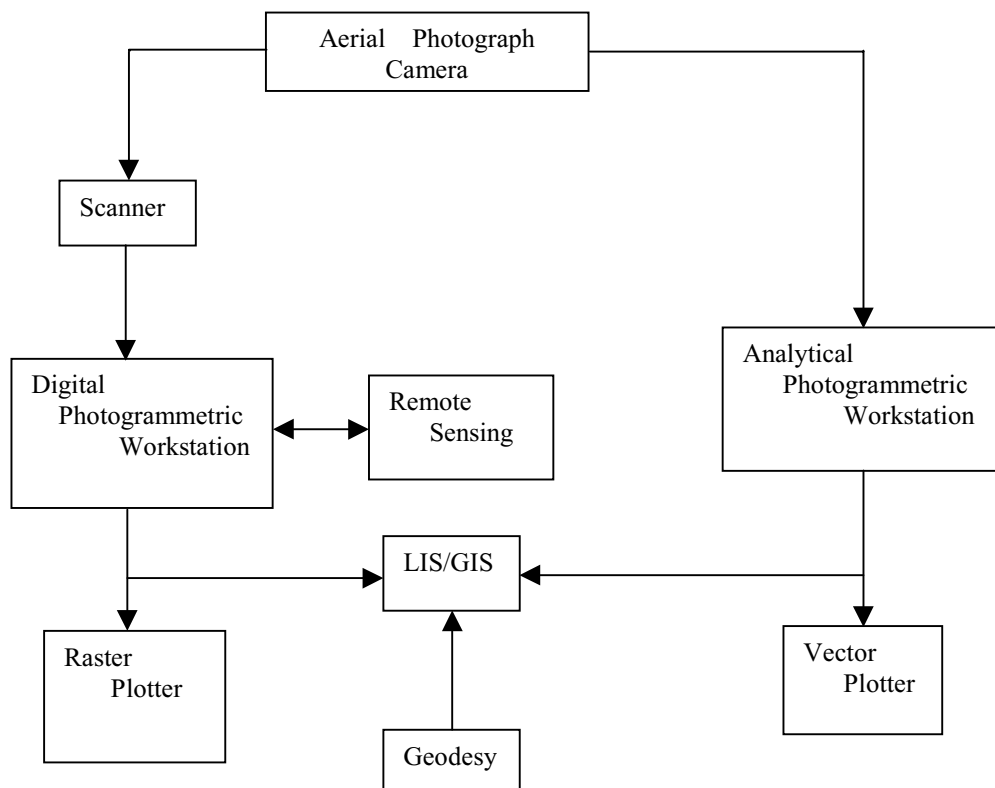 Aerial Photograph
Camera
Scanner
Digital
Photogrammetric
Workstation
Remote
Sensing
Analytical
Photogrammetric
Workstation
LIS/GIS
Raster
Plotter
Vector
Plotter
Geodesy